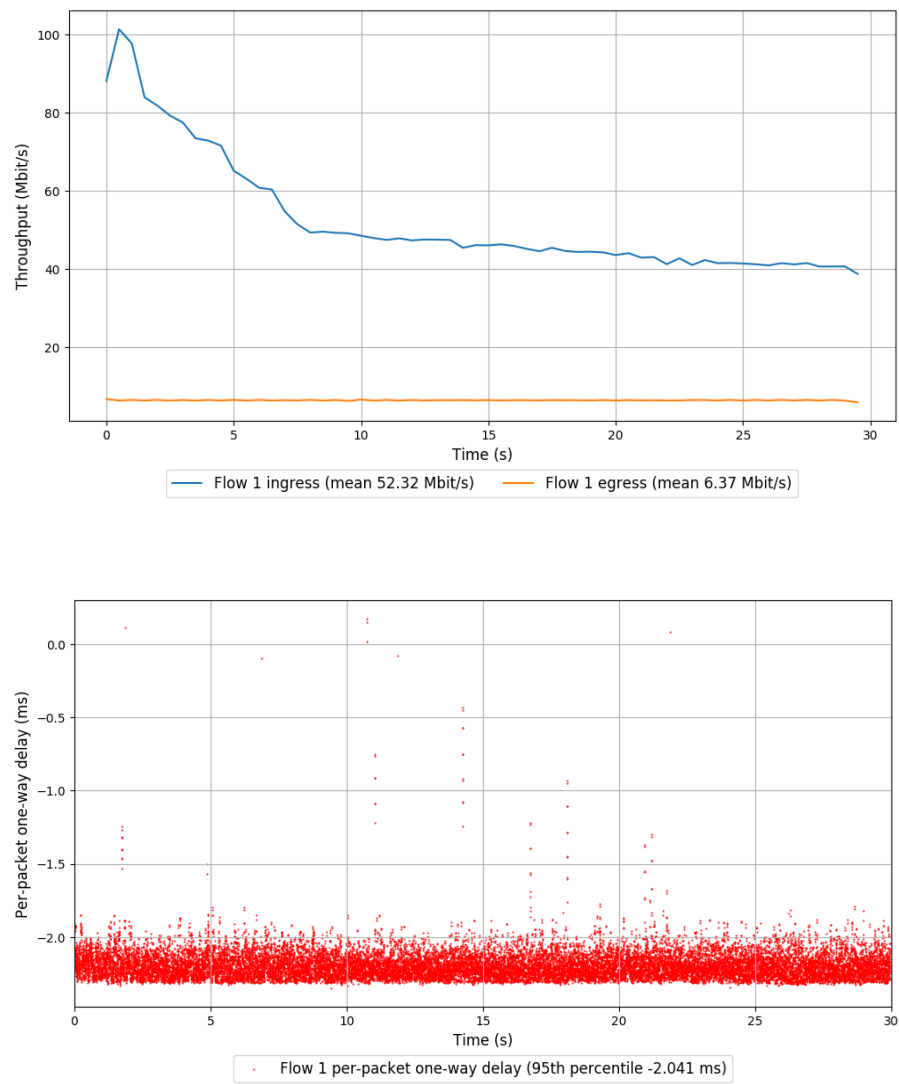 100
80
60
40
20
Throughput (Mbit/s)
0 5 10 15 20 25 30
Time (s)
Flow 1 ingress (mean 52.32 Mbit/s) Flow 1 egress (mean 6.37 Mbit/s)
0.0
−0.5
−1.0
−1.5
−2.0
Per-packet one-way delay (ms)
0 5 10 15 20 25 30
Time (s)
Flow 1 per-packet one-way delay (95th percentile -2.041 ms)